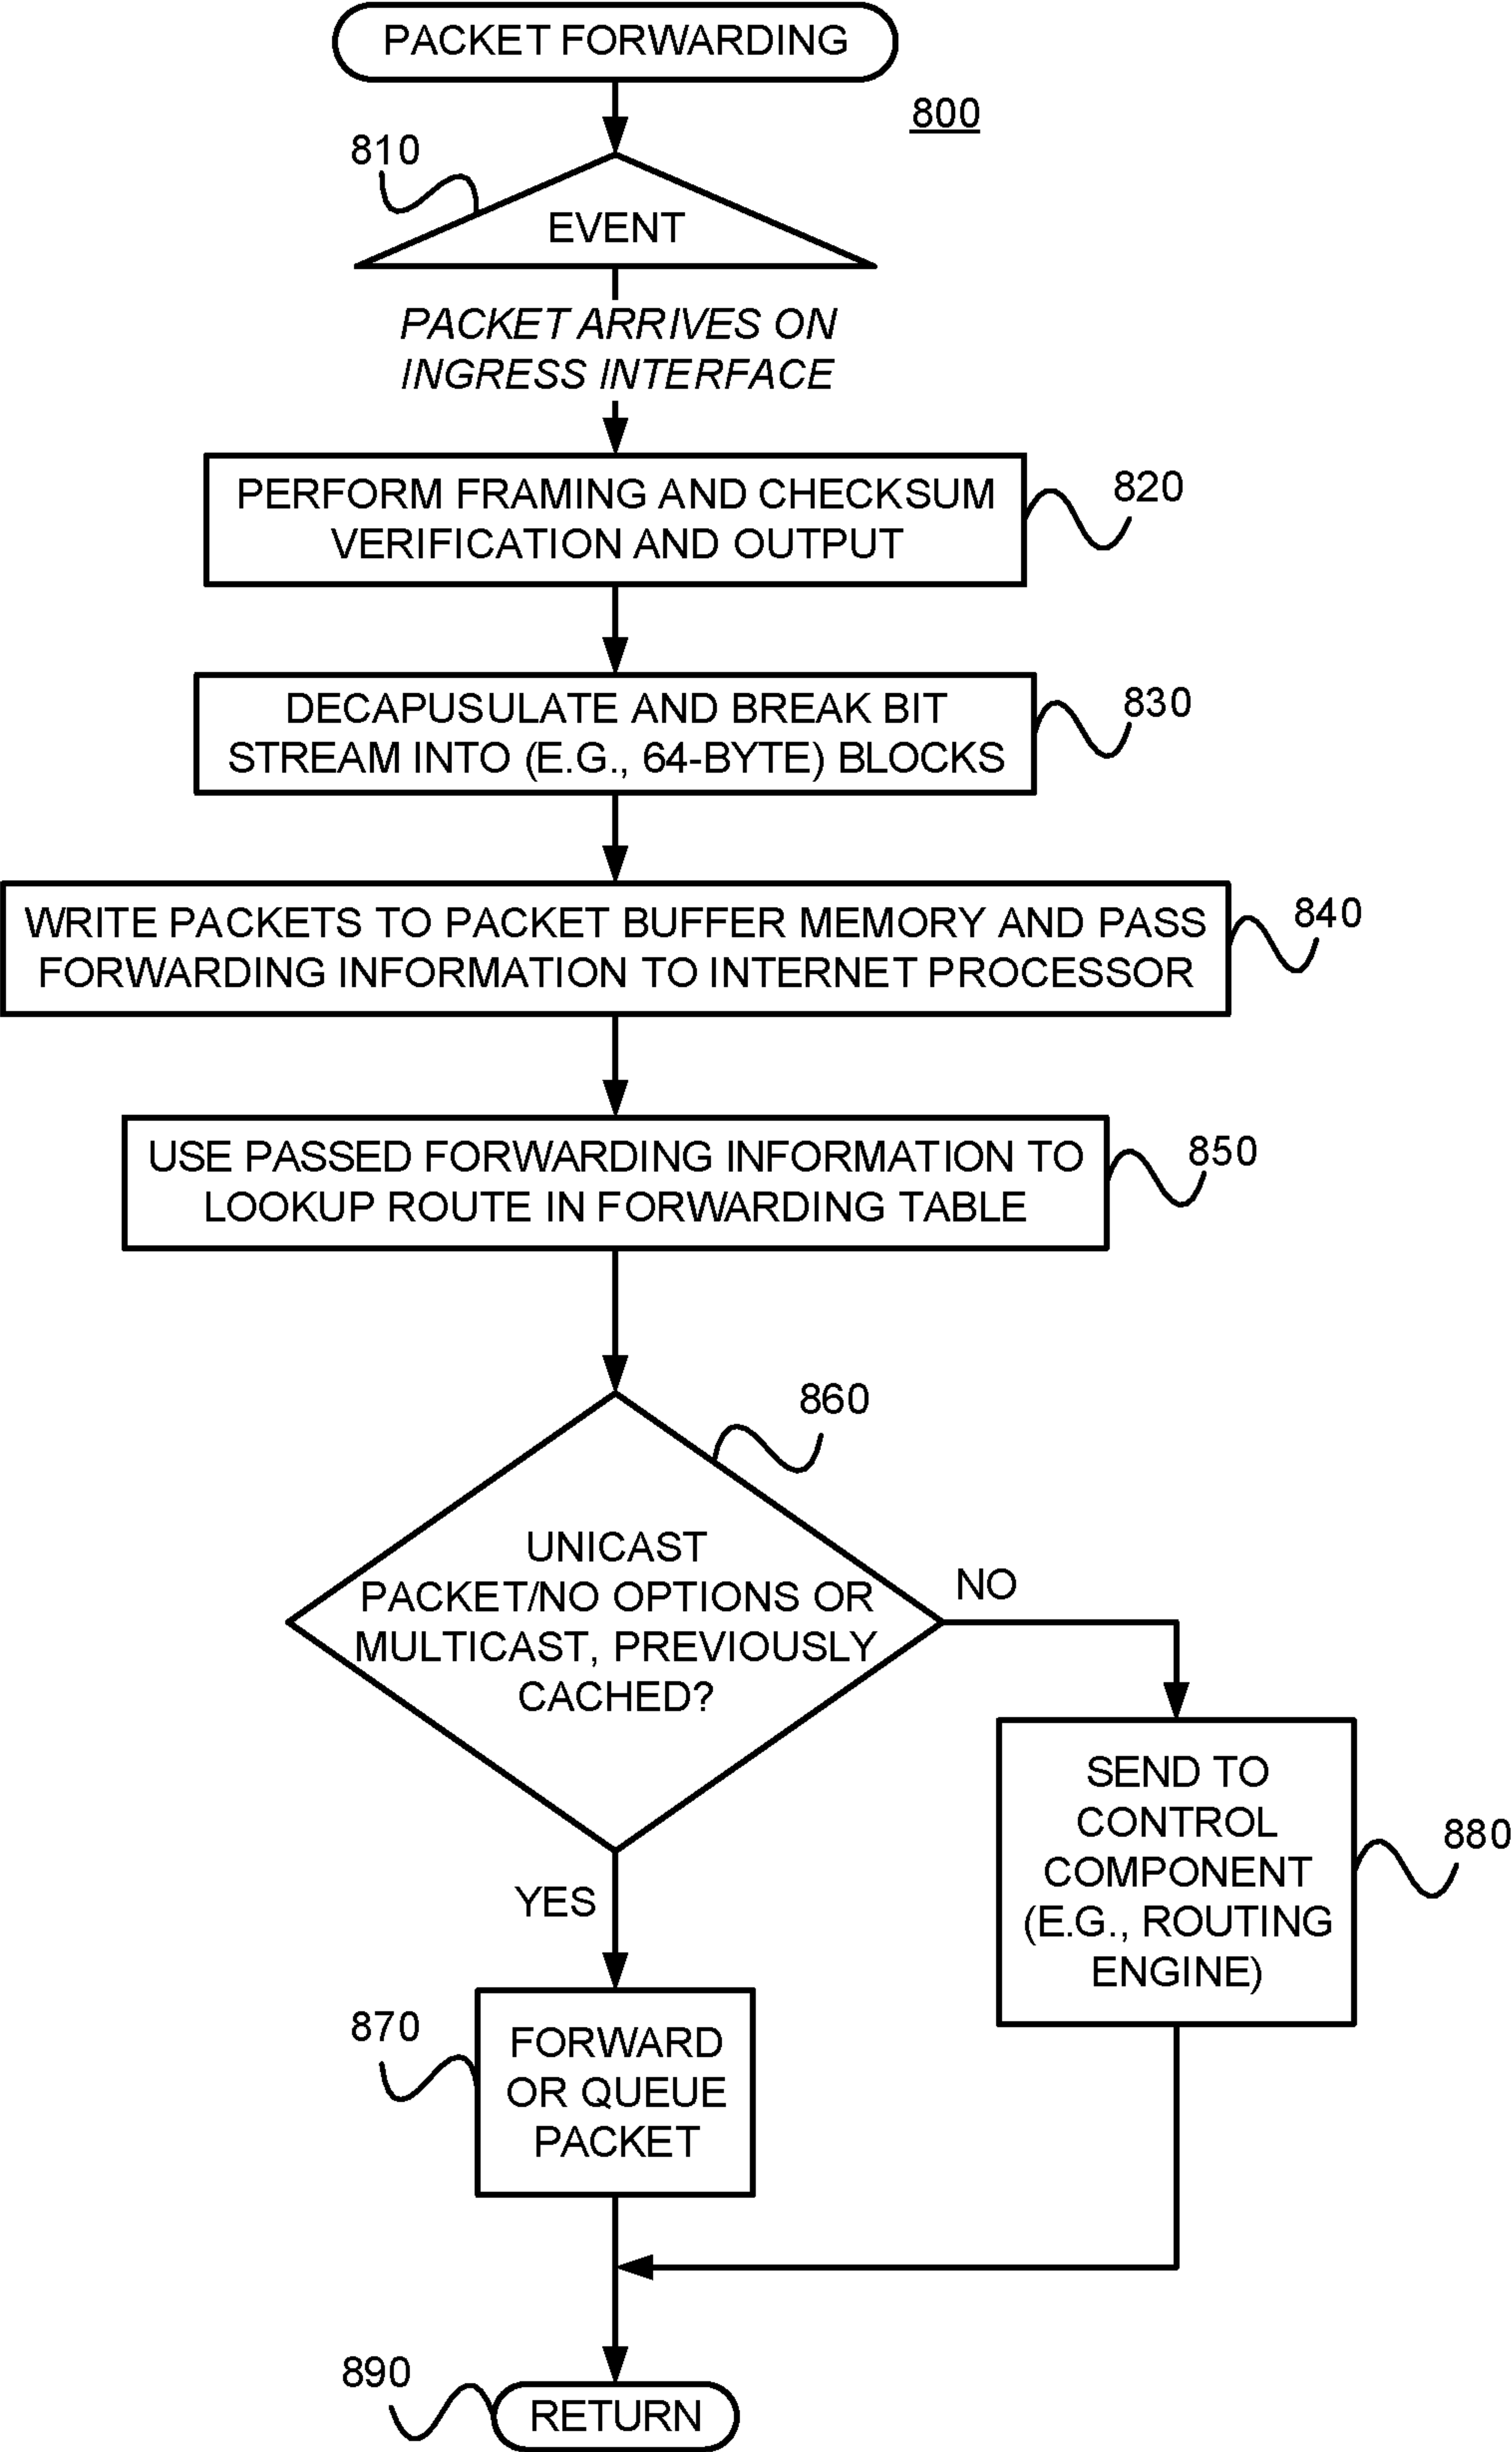 PACKET FORWARDING
800
810
EVENT
PACKET ARRIVES ON
INGRESS INTERFACE
PERFORM FRAMING AND CHECKSUM
VERIFICATION AND OUTPUT
820
DECAPUSULATE AND BREAK BIT
STREAM INTO (E.G., 64-BYTE) BLOCKS
830
WRITE PACKETS TO PACKET BUFFER MEMORY AND PASS
FORWARDING INFORMATION TO INTERNET PROCESSOR
840
USE PASSED FORWARDING INFORMATION TO
LOOKUP ROUTE IN FORWARDING TABLE
850
860
UNICAST
PACKET/NO OPTIONS OR
MULTICAST, PREVIOUSLY
CACHED?
NO
YES
SEND TO
CONTROL
COMPONENT
(E.G., ROUTING
ENGINE)
880
870
FORWARD
OR QUEUE
PACKET
890
RETURN